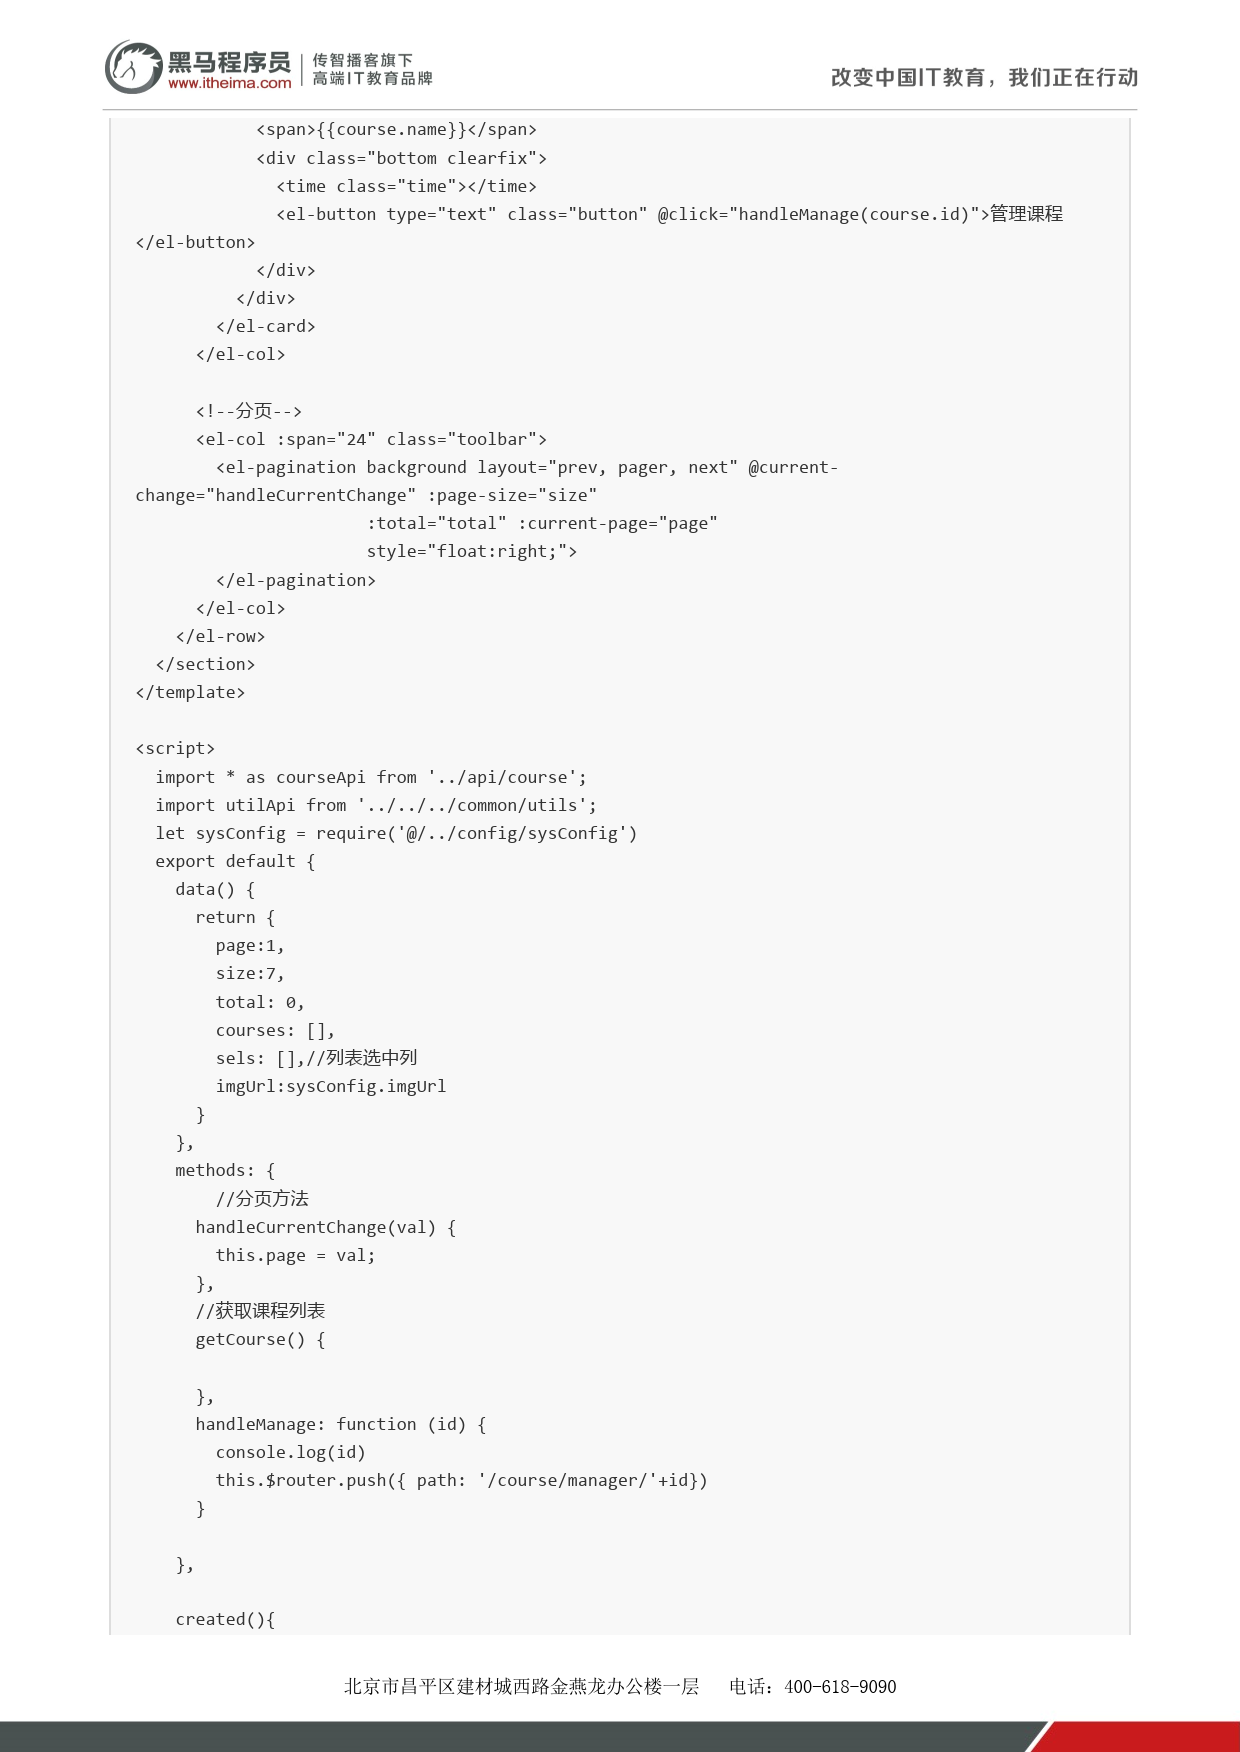 黑马程序员
www.itheima.com
传智播客旗下
高端IT教育品牌
改变中国IT教育，我们正在行动
            <span>{{course.name}}</span>
            <div class="bottom clearfix">
              <time class="time"></time>
              <el-button type="text" class="button" @click="handleManage(course.id)">管理课程
</el-button>
            </div>
          </div>
        </el-card>
      </el-col>

      <!--分页-->
      <el-col :span="24" class="toolbar">
        <el-pagination background layout="prev, pager, next" @current-
change="handleCurrentChange" :page-size="size"
                       :total="total" :current-page="page"
                       style="float:right;">
        </el-pagination>
      </el-col>
    </el-row>
  </section>
</template>

<script>
  import * as courseApi from '../api/course';
  import utilApi from '../../../common/utils';
  let sysConfig = require('@/../config/sysConfig')
  export default {
    data() {
      return {
        page:1,
        size:7,
        total: 0,
        courses: [],
        sels: [],//列表选中列
        imgUrl:sysConfig.imgUrl
      }
    },
    methods: {
        //分页方法
      handleCurrentChange(val) {
        this.page = val;
      },
      //获取课程列表
      getCourse() {

      },
      handleManage: function (id) {
        console.log(id)
        this.$router.push({ path: '/course/manager/'+id})
      }

    },

    created(){
北京市昌平区建材城西路金燕龙办公楼一层 电话：400-618-9090